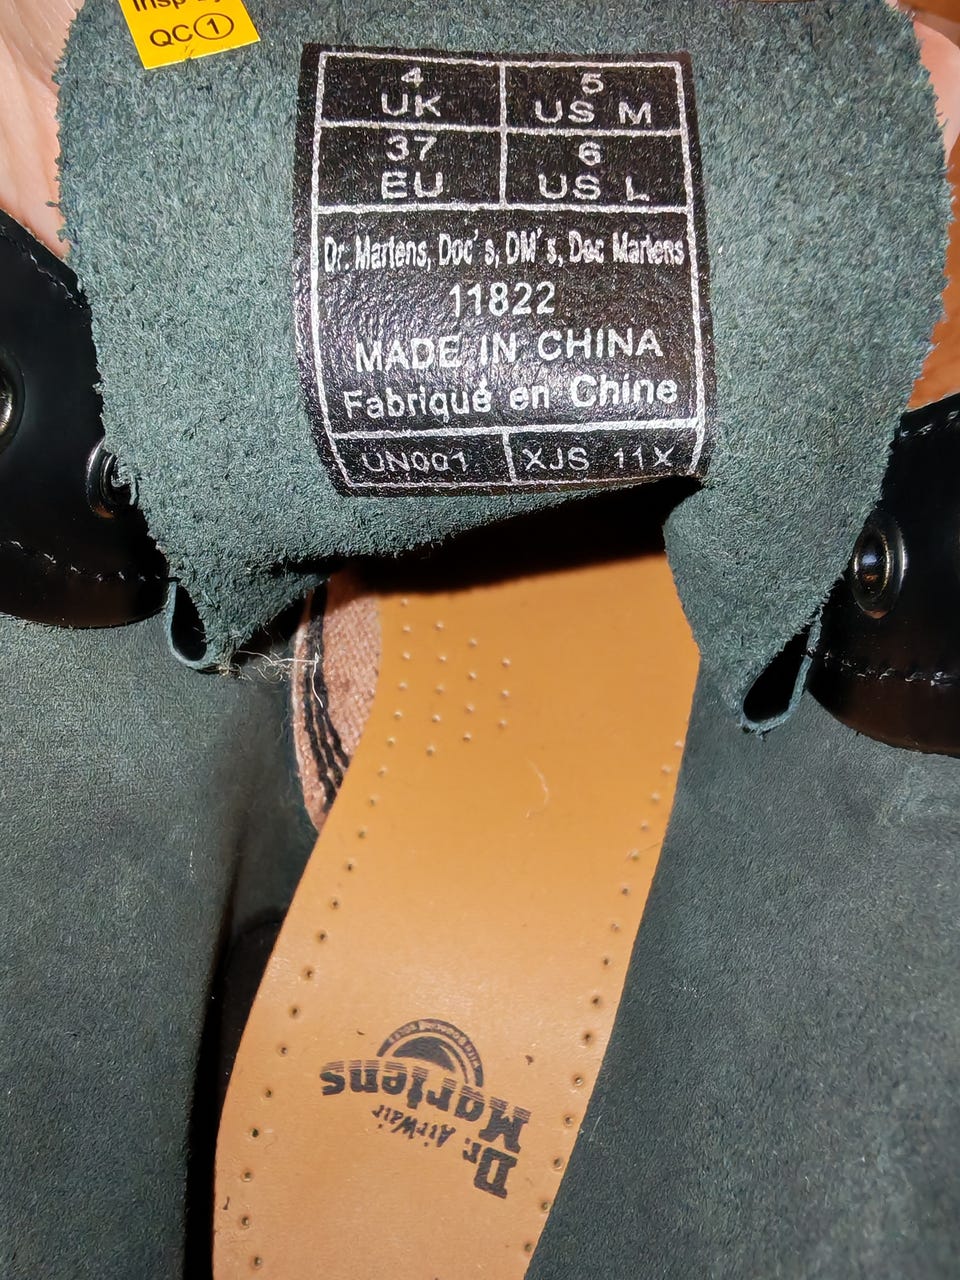 QC①
4
UK
5
US M
37
EU
6
US L
Dr. Martens, Doc's, DM's, Doc Martens
11822
MADE IN CHINA
Fabriqué en Chine
UN001
XJS 11X
Dr.
Martens
AirWair